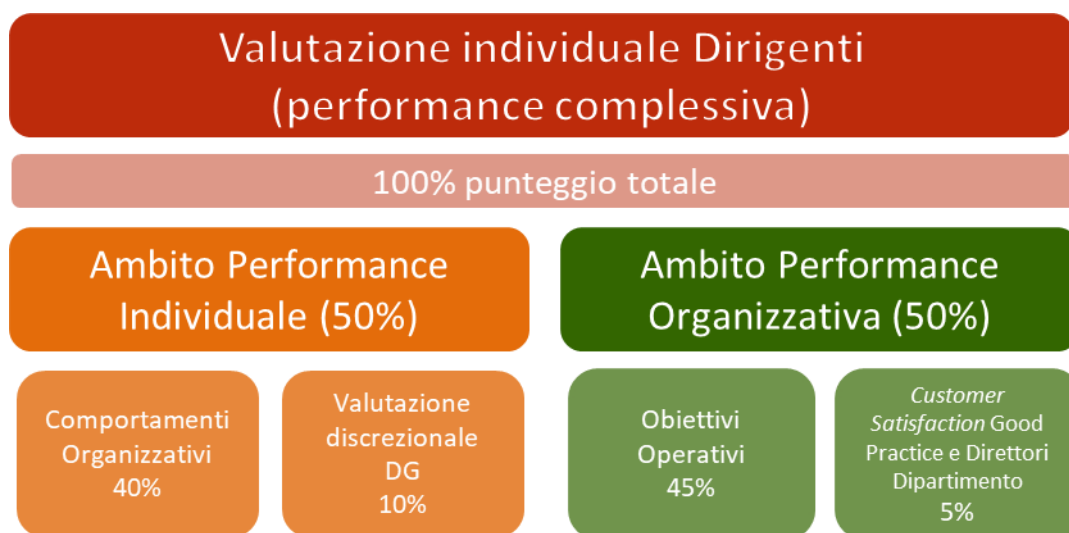 Valutazione individuale Dirigenti
(performance complessiva)
100% punteggio totale
Ambito Performance
Individuale (50%)
Ambito Performance
Organizzativa (50%)
Comportamenti
Organizzativi
40%
Valutazione
discrezionale
DG
10%
Obiettivi
Operativi
45%
Customer
Satisfaction Good
Practice e Direttori
Dipartimento
5%